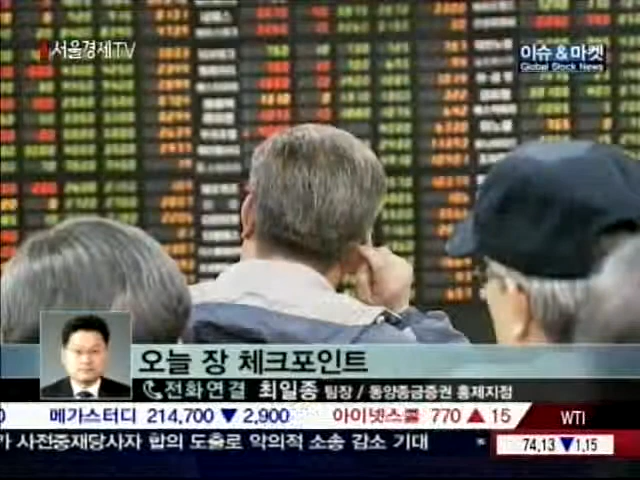 서울경제TV
이슈&마켓
Global Stock News
오늘 장 체크포인트
전화연결 최일종 팀장 / 동양종금증권 홍제지점
메가스터디 214,700 ▼ 2,900 아이넷스쿨 770 ▲ 15 WTI
가 사전중재당사자 합의 도출로 악의적 소송 감소 기대
74.13 ▼ 1.15